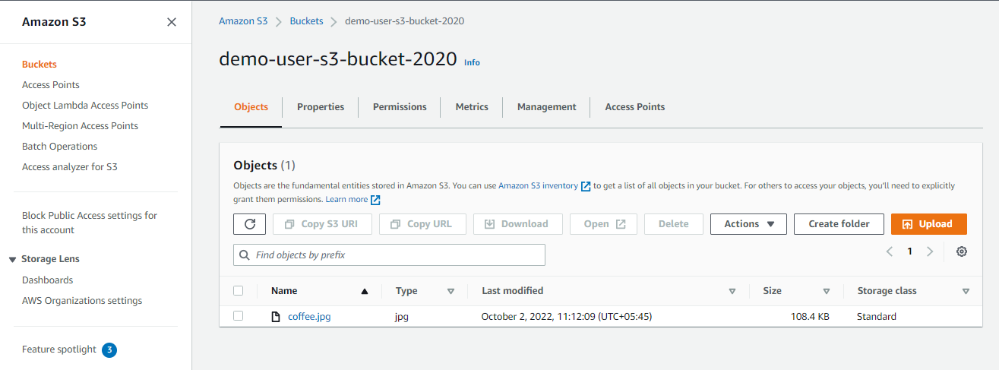 Amazon S3
Buckets
Access Points
Object Lambda Access Points
Multi-Region Access Points
Batch Operations
Access analyzer for S3
Block Public Access settings for
this account
Storage Lens
Dashboards
AWS Organizations settings
Feature spotlight 3
Amazon S3 Buckets demo-user-s3-bucket-2020
demo-user-s3-bucket-2020 Info
Objects Properties Permissions Metrics Management Access Points
Objects (1)
Objects are the fundamental entities stored in Amazon S3. You can use Amazon S3 inventory to get a list of all objects in your bucket. For others to access your objects, you'll need to explicitly
grant them permissions. Learn more
Copy S3 URI Copy URL Download Open Delete Actions Create folder Upload
Find objects by prefix 1
Name Type Last modified Size Storage class
coffee.jpg jpg October 2, 2022, 11:12:09 (UTC+05:45) 108.4 KB Standard